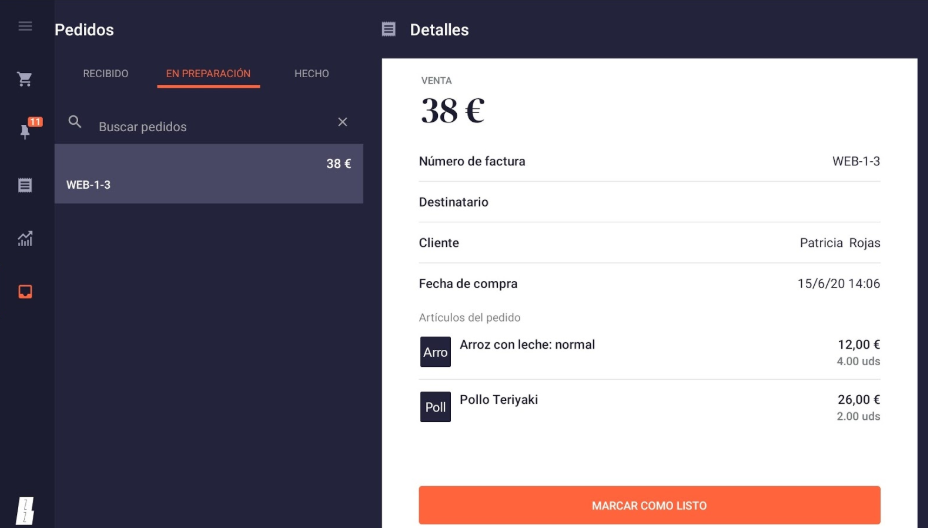 Pedidos
RECIBIDO EN PREPARACIÓN HECHO
Buscar pedidos
38 €
WEB-1-3
11
Detalles
VENTA
38 €
Número de factura WEB-1-3
Destinatario
Cliente Patricia Rojas
Fecha de compra 15/6/20 14:06
Artículos del pedido
Arro Arroz con leche: normal 12,00 €
4.00 uds
Poll Pollo Teriyaki 26,00 €
2.00 uds
MARCAR COMO LISTO